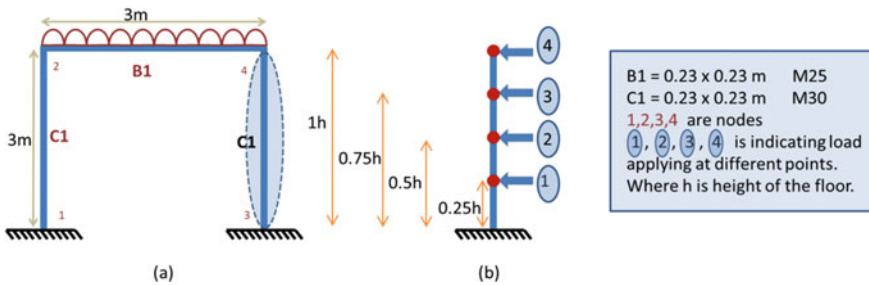 3m
2
B1
4
3m
C1
C1
1
3
(a)
1h
0.75h
0.5h
0.25h
4
3
2
1
(b)
B1 = 0.23 x 0.23 m M25
C1 = 0.23 x 0.23 m M30
1,2,3,4 are nodes
1, 2, 3, 4 is indicating load
applying at different points.
Where h is height of the floor.